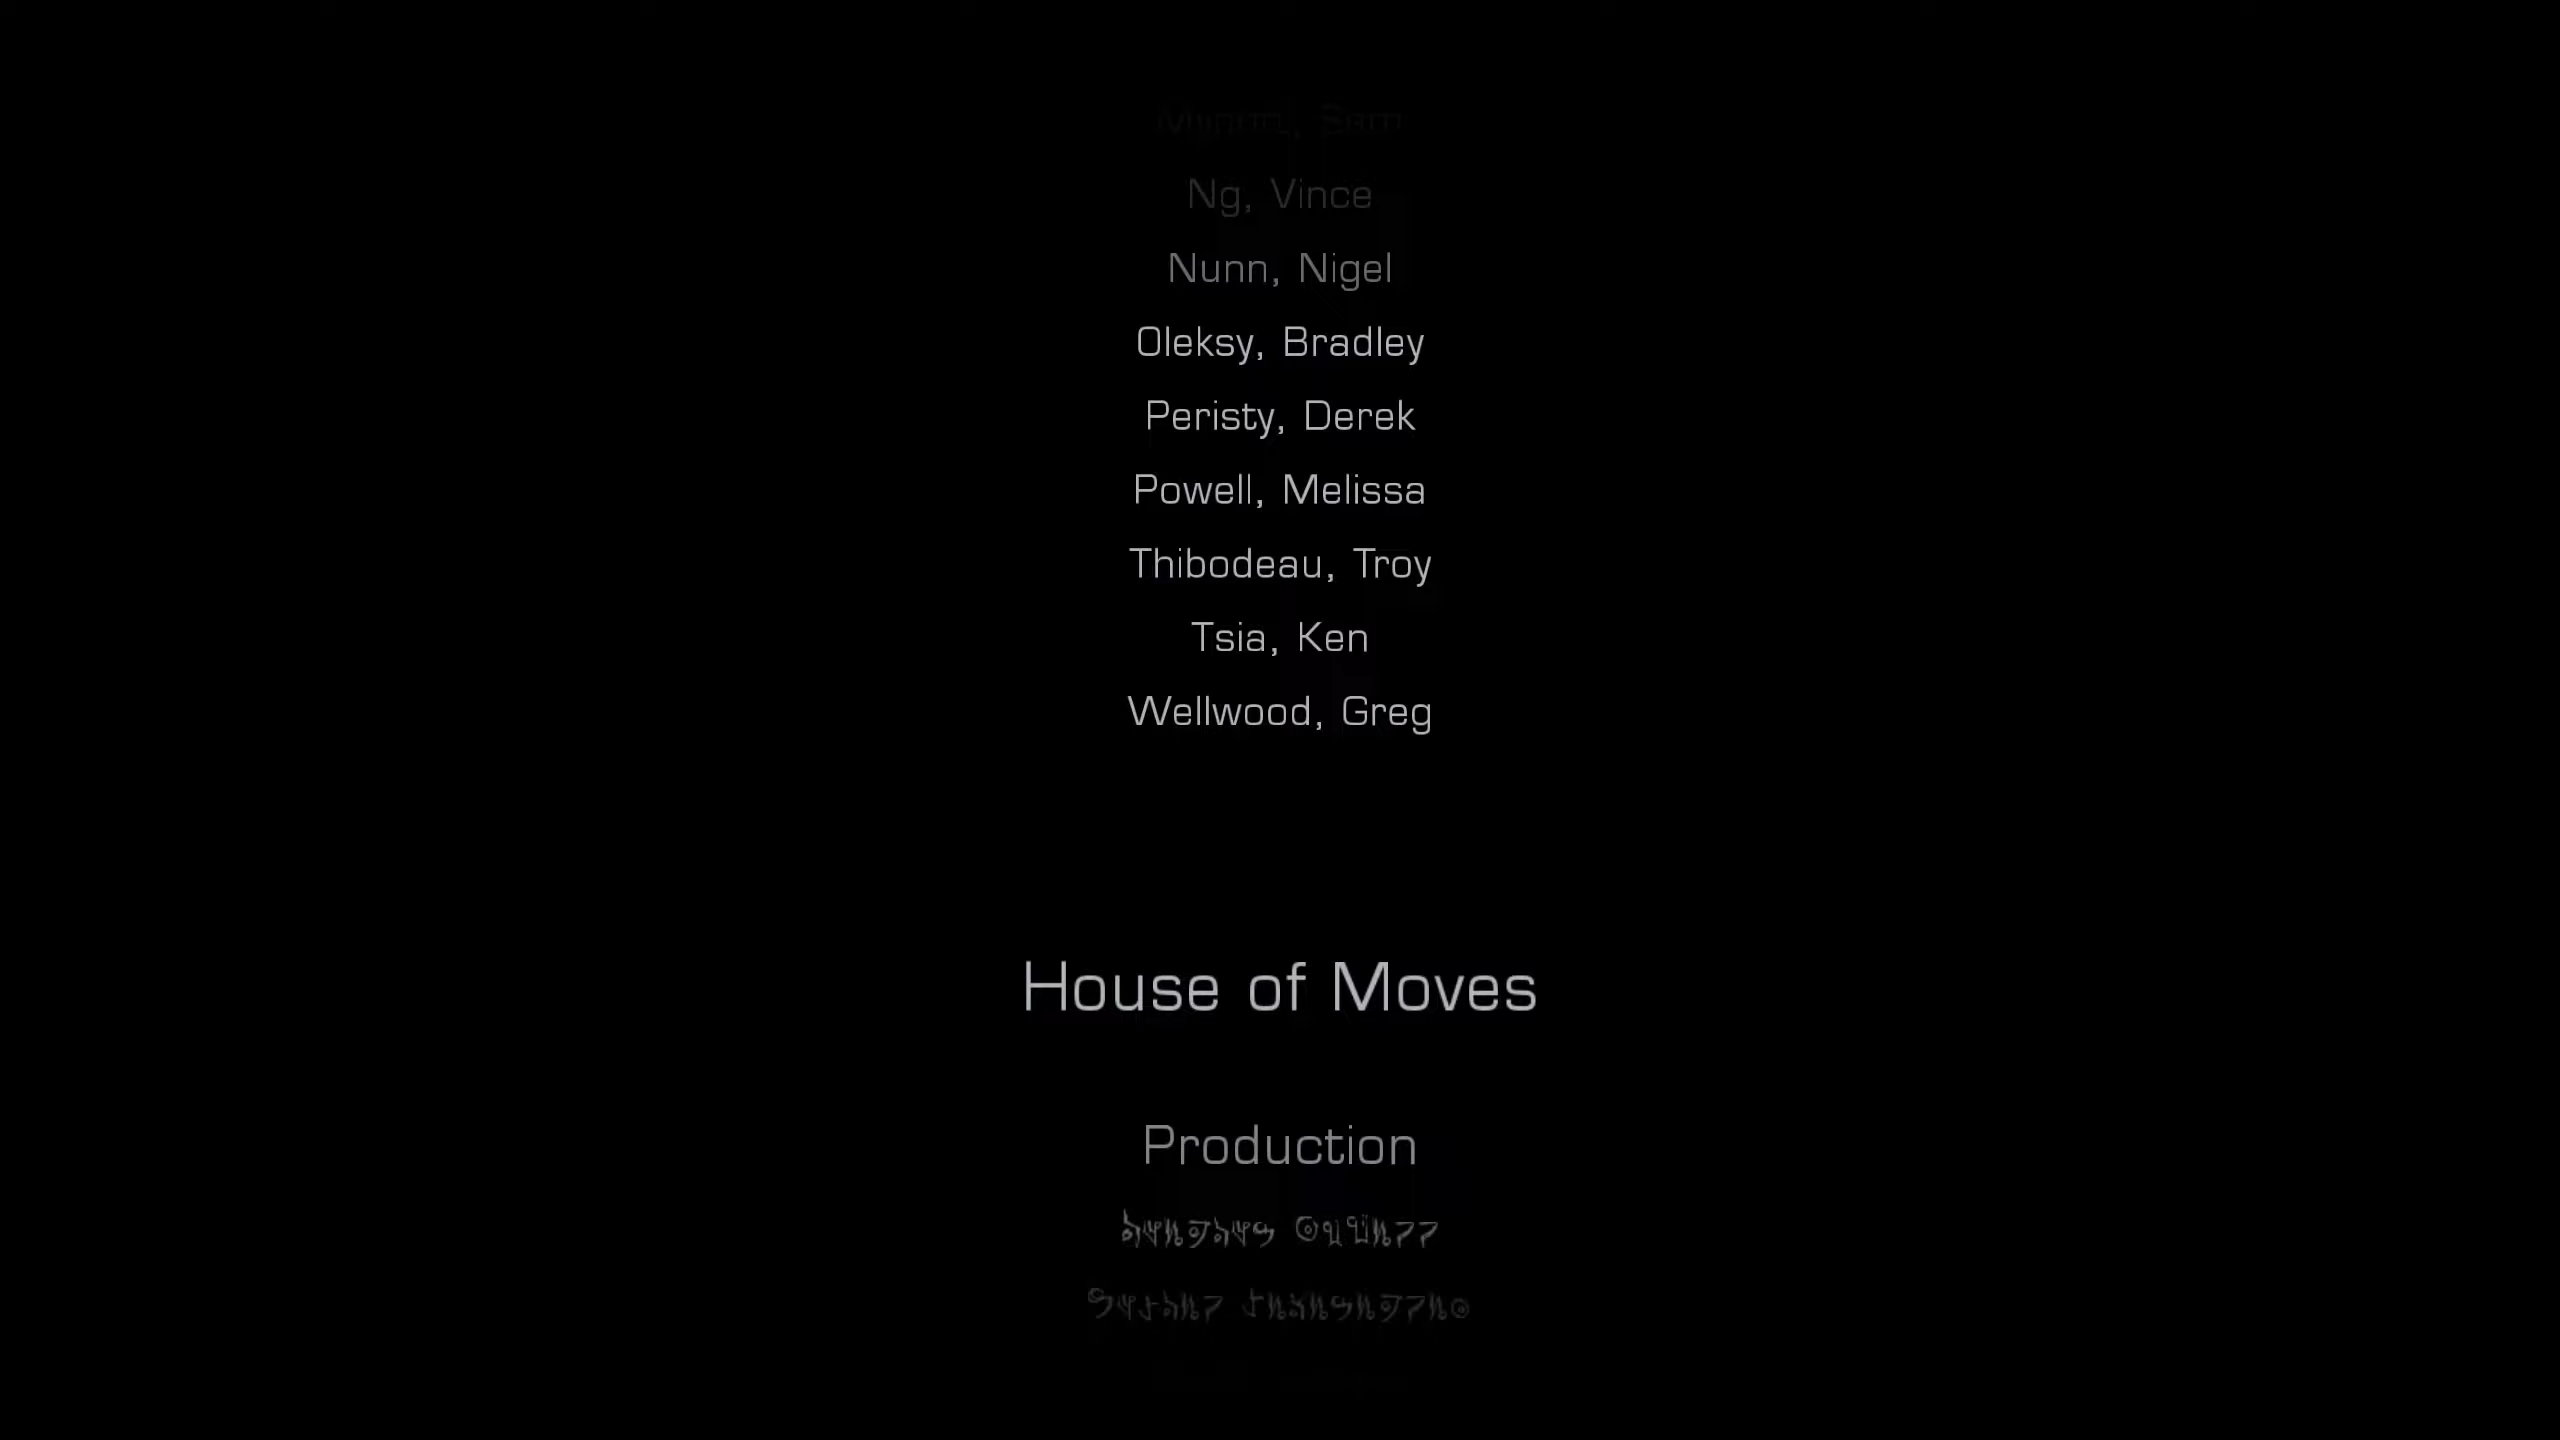 Ng, Vince
Nunn, Nigel
Oleksy, Bradley
Peristy, Derek
Powell, Melissa
Thibodeau, Troy
Tsia, Ken
Wellwood, Greg
House of Moves
Production